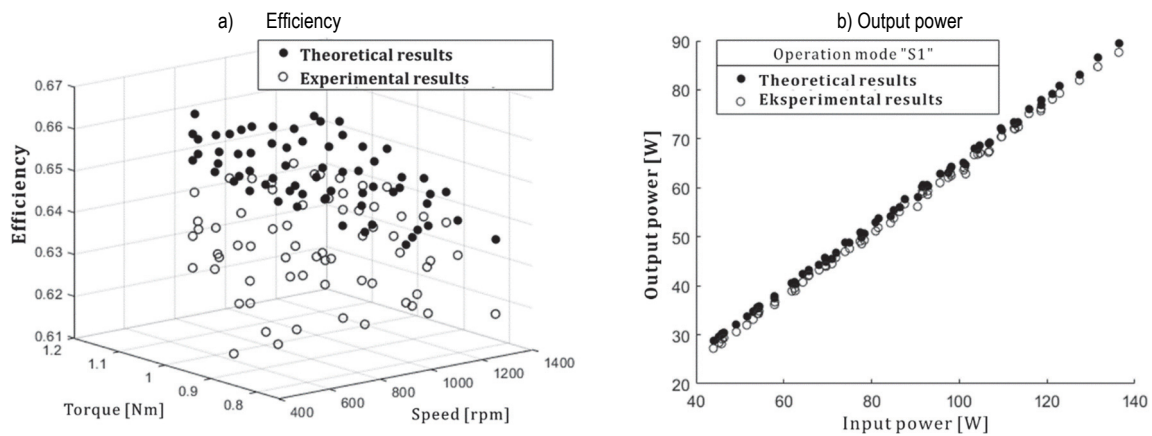 a) Efficiency
Theoretical results
Experimental results
0.67
0.66
0.65
0.64
0.63
0.62
0.61
Efficiency
1.2
1.1
1
0.9
0.8
Torque [Nm]
400
600
800
1000
1200
1400
Speed [rpm]
b) Output power
Operation mode "S1"
Theoretical results
Eksperimental results
90
80
70
60
50
40
30
20
Output power [W]
40
60
80
100
120
140
Input power [W]